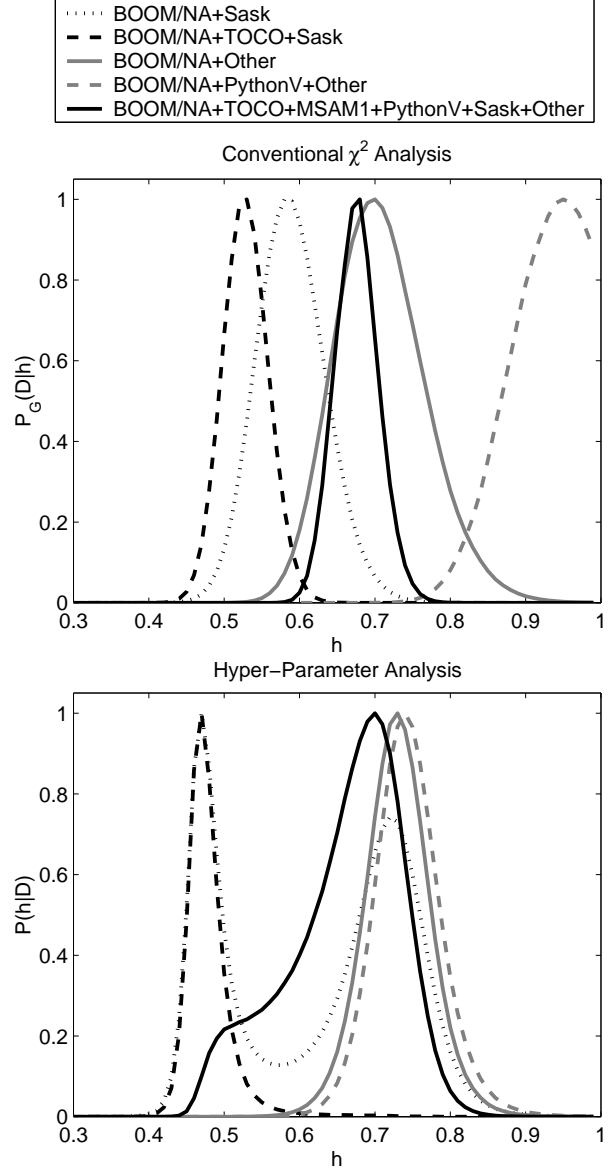 BOOM/NA+Sask
BOOM/NA+TOCO+Sask
BOOM/NA+Other
BOOM/NA+PythonV+Other
BOOM/NA+TOCO+MSAM1+PythonV+Sask+Other
Conventional χ² Analysis
1
0.8
0.6
0.4
0.2
0
P_G(D|h)
0.3 0.4 0.5 0.6 0.7 0.8 0.9 1
h
Hyper−Parameter Analysis
1
0.8
0.6
0.4
0.2
0
P(h|D)
0.3 0.4 0.5 0.6 0.7 0.8 0.9 1
h